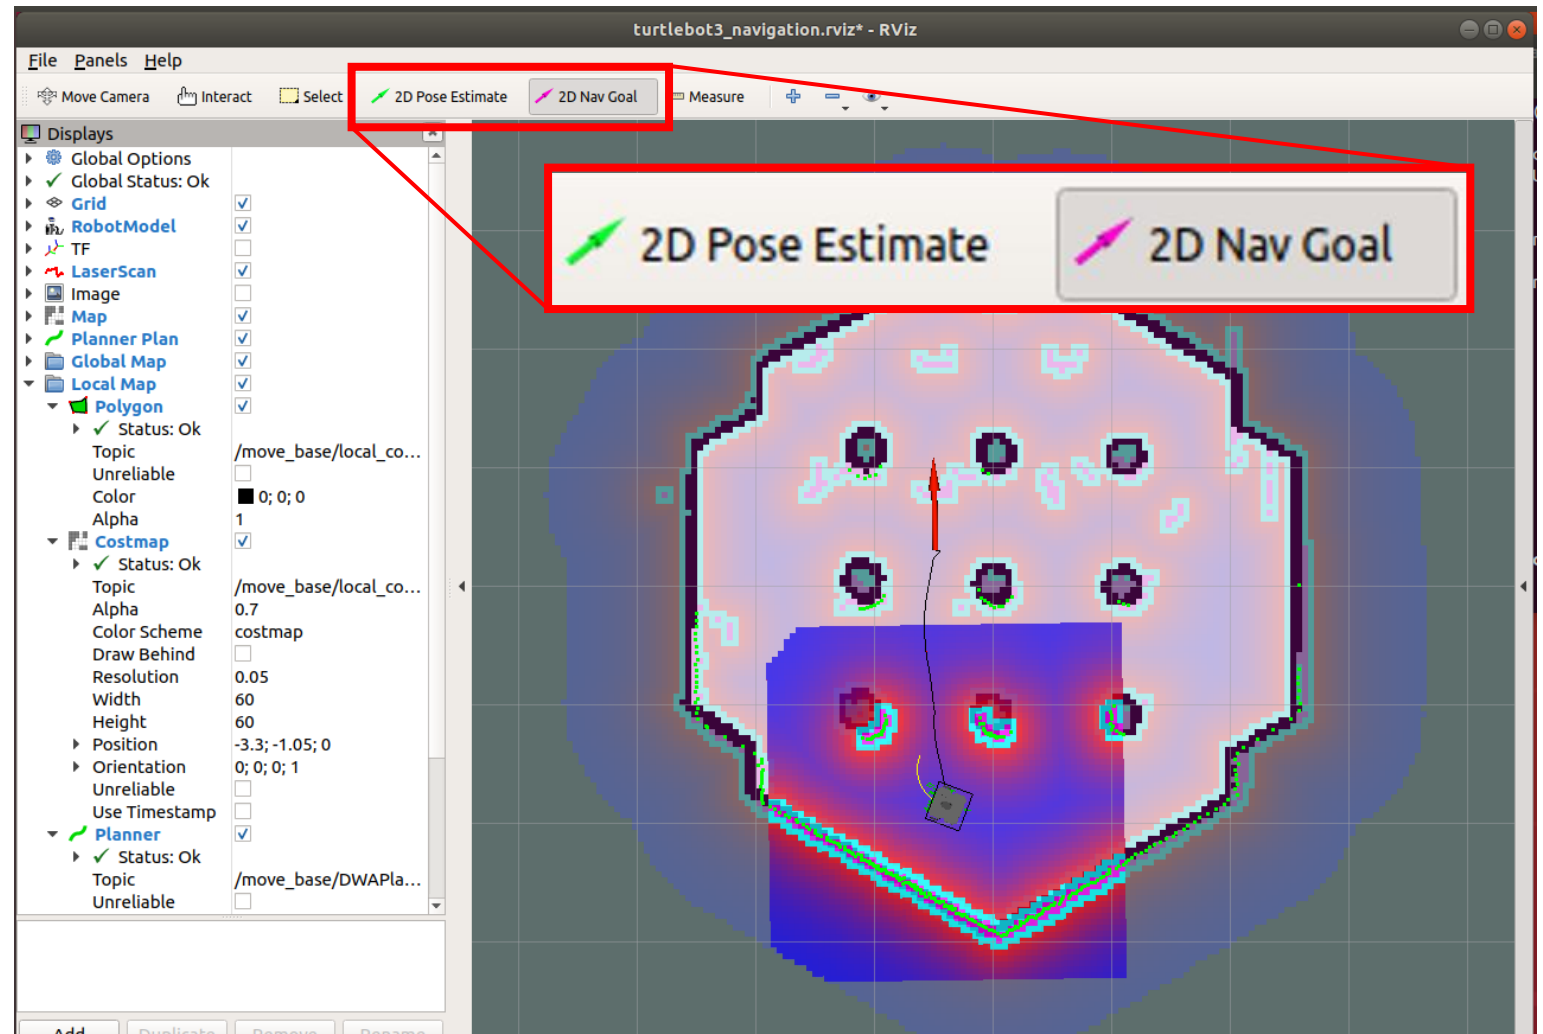 turtlebot3_navigation.rviz* - RViz
File Panels Help
Move Camera Interact Select 2D Pose Estimate 2D Nav Goal Measure
Displays
2D Pose Estimate 2D Nav Goal
Global Options
Global Status: Ok
Grid
RobotModel
TF
LaserScan
Image
Map
Planner Plan
Global Map
Local Map
Polygon
Status: Ok
Topic /move_base/local_co...
Unreliable
Color 0; 0; 0
Alpha 1
Costmap
Status: Ok
Topic /move_base/local_co...
Alpha 0.7
Color Scheme costmap
Draw Behind
Resolution 0.05
Width 60
Height 60
Position -3.3; -1.05; 0
Orientation 0; 0; 0; 1
Unreliable
Use Timestamp
Planner
Status: Ok
Topic /move_base/DWAPla...
Unreliable
Add Duplicate Remove Rename